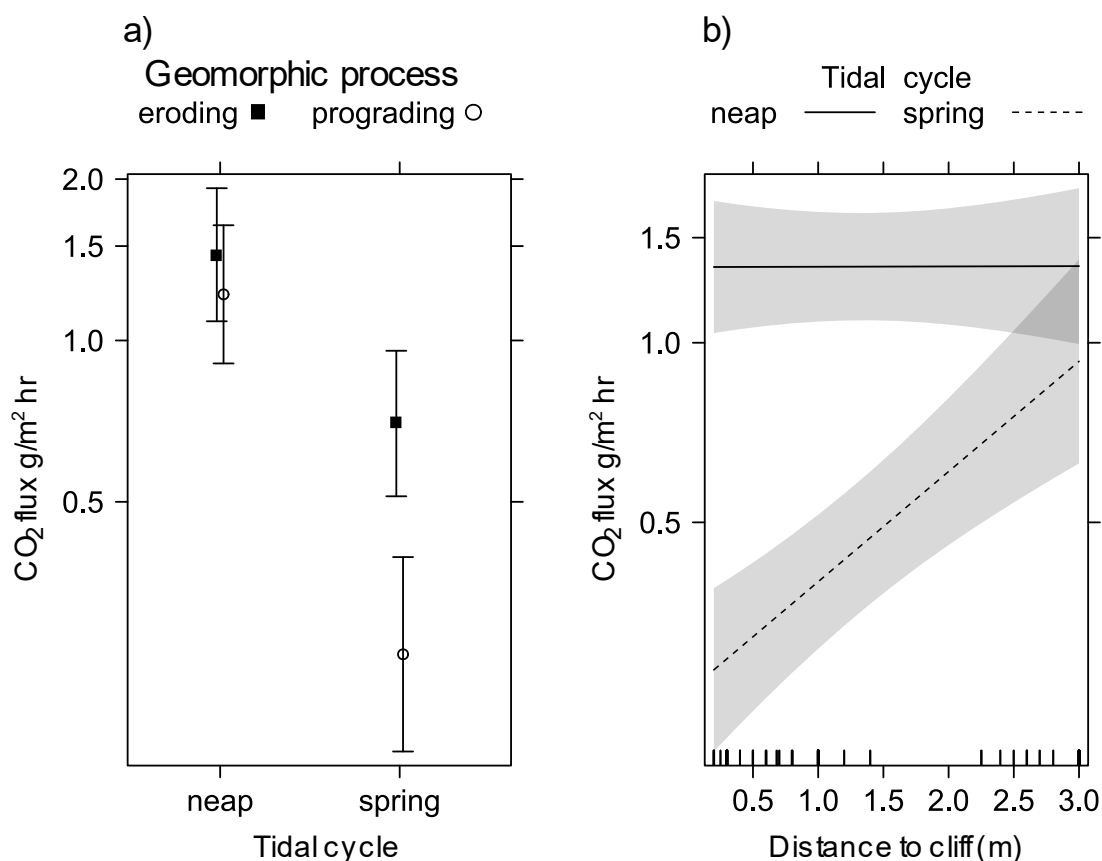 a)
Geomorphic process
eroding prograding
2.0
1.5
1.0
0.5
CO₂ flux g/m² hr
neap spring
Tidal cycle
b)
Tidal cycle
neap spring
1.5
1.0
0.5
CO₂ flux g/m² hr
0.5 1.0 1.5 2.0 2.5 3.0
Distance to cliff (m)